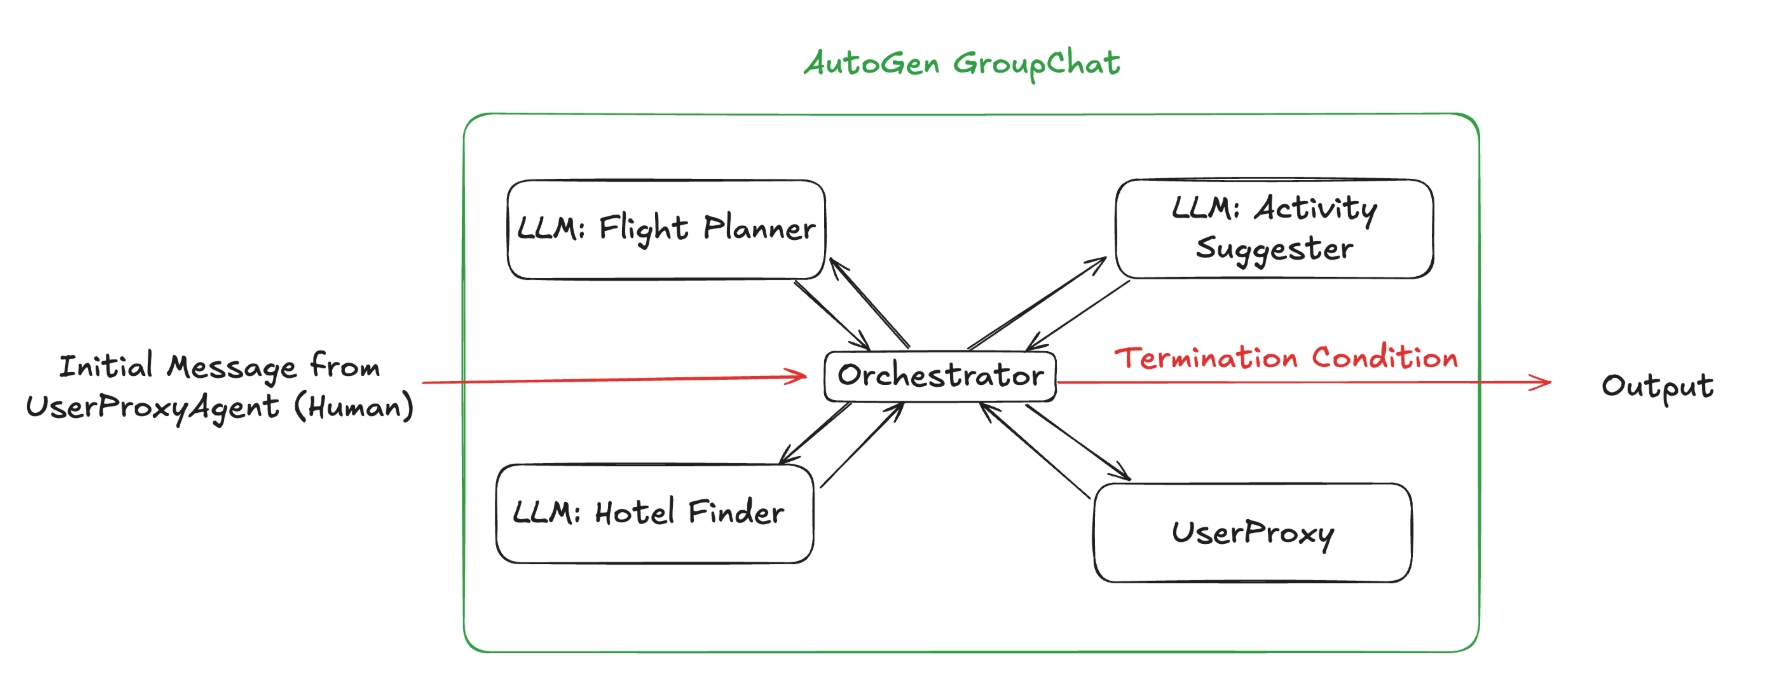 AutoGen GroupChat
LLM: Flight Planner
LLM: Activity
Suggester
Initial Message from
UserProxyAgent (Human)
Orchestrator
Termination Condition
Output
LLM: Hotel Finder
UserProxy